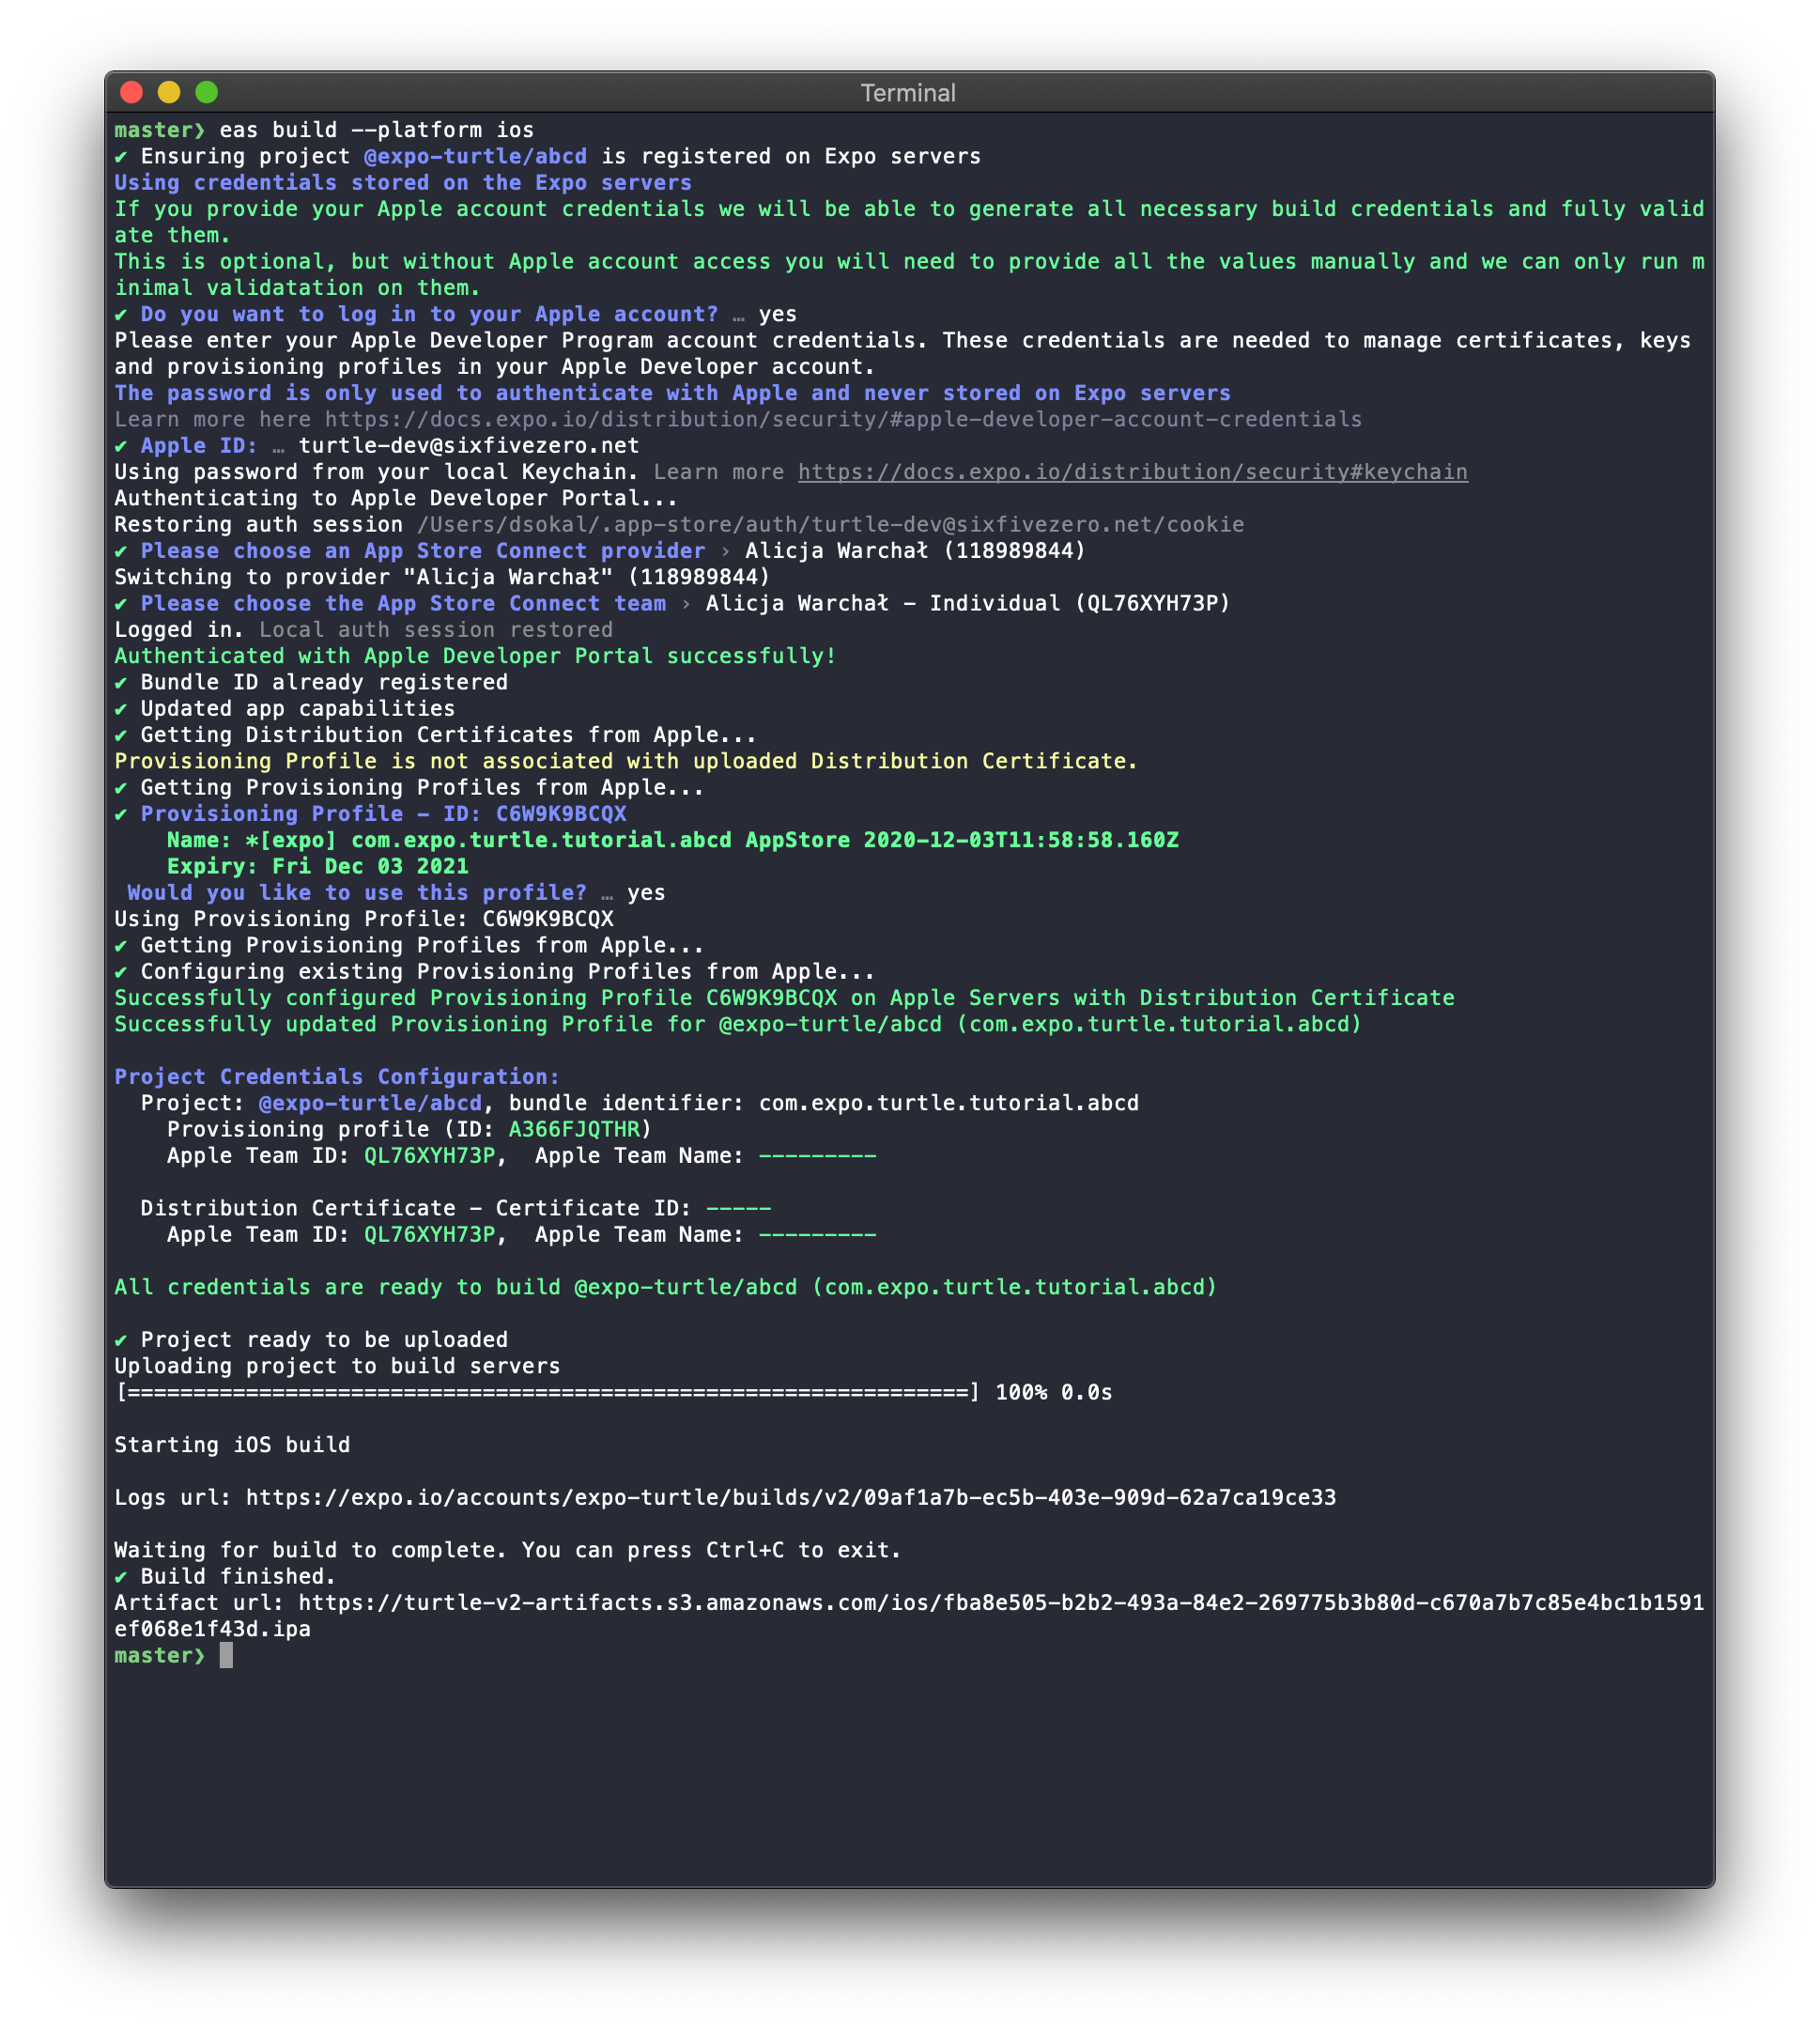 Terminal
master❯ eas build --platform ios
✔ Ensuring project @expo-turtle/abcd is registered on Expo servers
Using credentials stored on the Expo servers
If you provide your Apple account credentials we will be able to generate all necessary build credentials and fully valid
ate them.
This is optional, but without Apple account access you will need to provide all the values manually and we can only run m
inimal validatation on them.
✔ Do you want to log in to your Apple account? … yes
Please enter your Apple Developer Program account credentials. These credentials are needed to manage certificates, keys
and provisioning profiles in your Apple Developer account.
The password is only used to authenticate with Apple and never stored on Expo servers
Learn more here https://docs.expo.io/distribution/security/#apple-developer-account-credentials
✔ Apple ID: … turtle-dev@sixfivezero.net
Using password from your local Keychain. Learn more https://docs.expo.io/distribution/security#keychain
Authenticating to Apple Developer Portal...
Restoring auth session /Users/dsokal/.app-store/auth/turtle-dev@sixfivezero.net/cookie
✔ Please choose an App Store Connect provider › Alicja Warchał (118989844)
Switching to provider "Alicja Warchał" (118989844)
✔ Please choose the App Store Connect team › Alicja Warchał - Individual (QL76XYH73P)
Logged in. Local auth session restored
Authenticated with Apple Developer Portal successfully!
✔ Bundle ID already registered
✔ Updated app capabilities
✔ Getting Distribution Certificates from Apple...
Provisioning Profile is not associated with uploaded Distribution Certificate.
✔ Getting Provisioning Profiles from Apple...
✔ Provisioning Profile - ID: C6W9K9BCQX
    Name: *[expo] com.expo.turtle.tutorial.abcd AppStore 2020-12-03T11:58:58.160Z
    Expiry: Fri Dec 03 2021
 Would you like to use this profile? … yes
Using Provisioning Profile: C6W9K9BCQX
✔ Getting Provisioning Profiles from Apple...
✔ Configuring existing Provisioning Profiles from Apple...
Successfully configured Provisioning Profile C6W9K9BCQX on Apple Servers with Distribution Certificate
Successfully updated Provisioning Profile for @expo-turtle/abcd (com.expo.turtle.tutorial.abcd)
Project Credentials Configuration:
  Project: @expo-turtle/abcd, bundle identifier: com.expo.turtle.tutorial.abcd
    Provisioning profile (ID: A366FJQTHR)
    Apple Team ID: QL76XYH73P,  Apple Team Name: ---------
  Distribution Certificate - Certificate ID: -----
    Apple Team ID: QL76XYH73P,  Apple Team Name: ---------
All credentials are ready to build @expo-turtle/abcd (com.expo.turtle.tutorial.abcd)
✔ Project ready to be uploaded
Uploading project to build servers
[================================================================] 100% 0.0s
Starting iOS build
Logs url: https://expo.io/accounts/expo-turtle/builds/v2/09af1a7b-ec5b-403e-909d-62a7ca19ce33
Waiting for build to complete. You can press Ctrl+C to exit.
✔ Build finished.
Artifact url: https://turtle-v2-artifacts.s3.amazonaws.com/ios/fba8e505-b2b2-493a-84e2-269775b3b80d-c670a7b7c85e4bc1b1591
ef068e1f43d.ipa
master❯